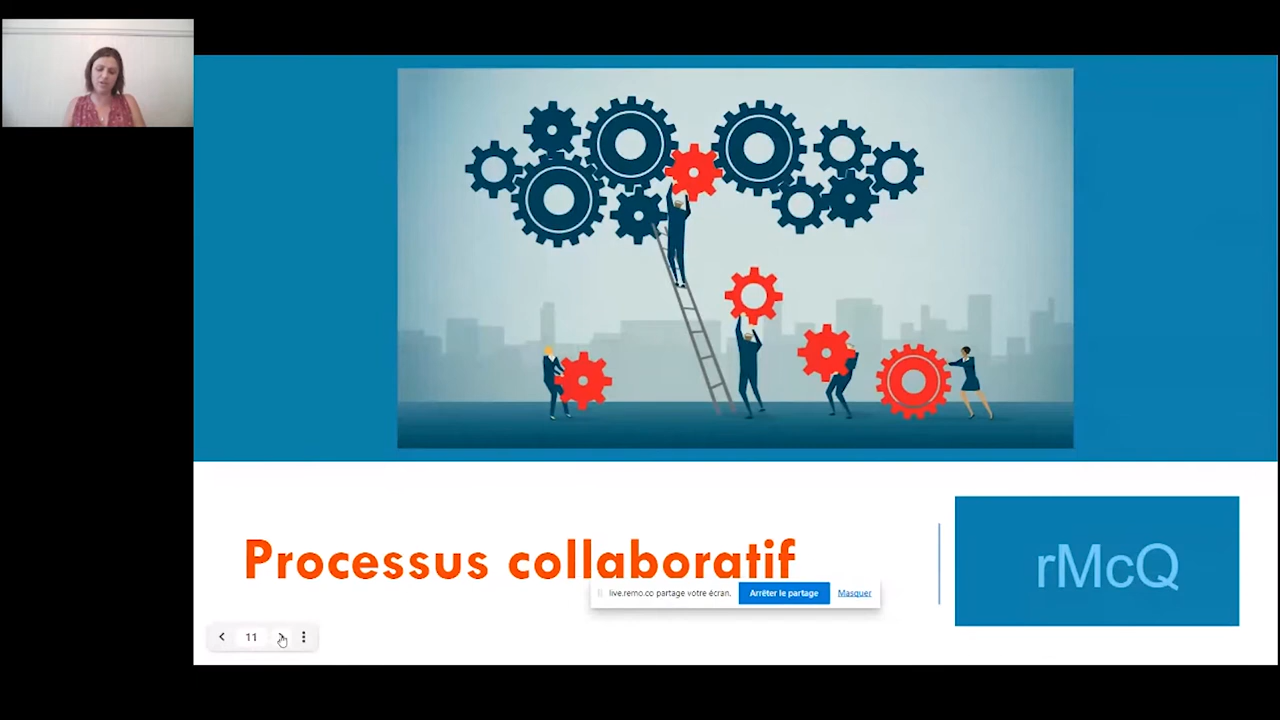 Processus collaboratif
rMcQ
live.remo.co partage votre écran.
Arrêter le partage
Masquer
11